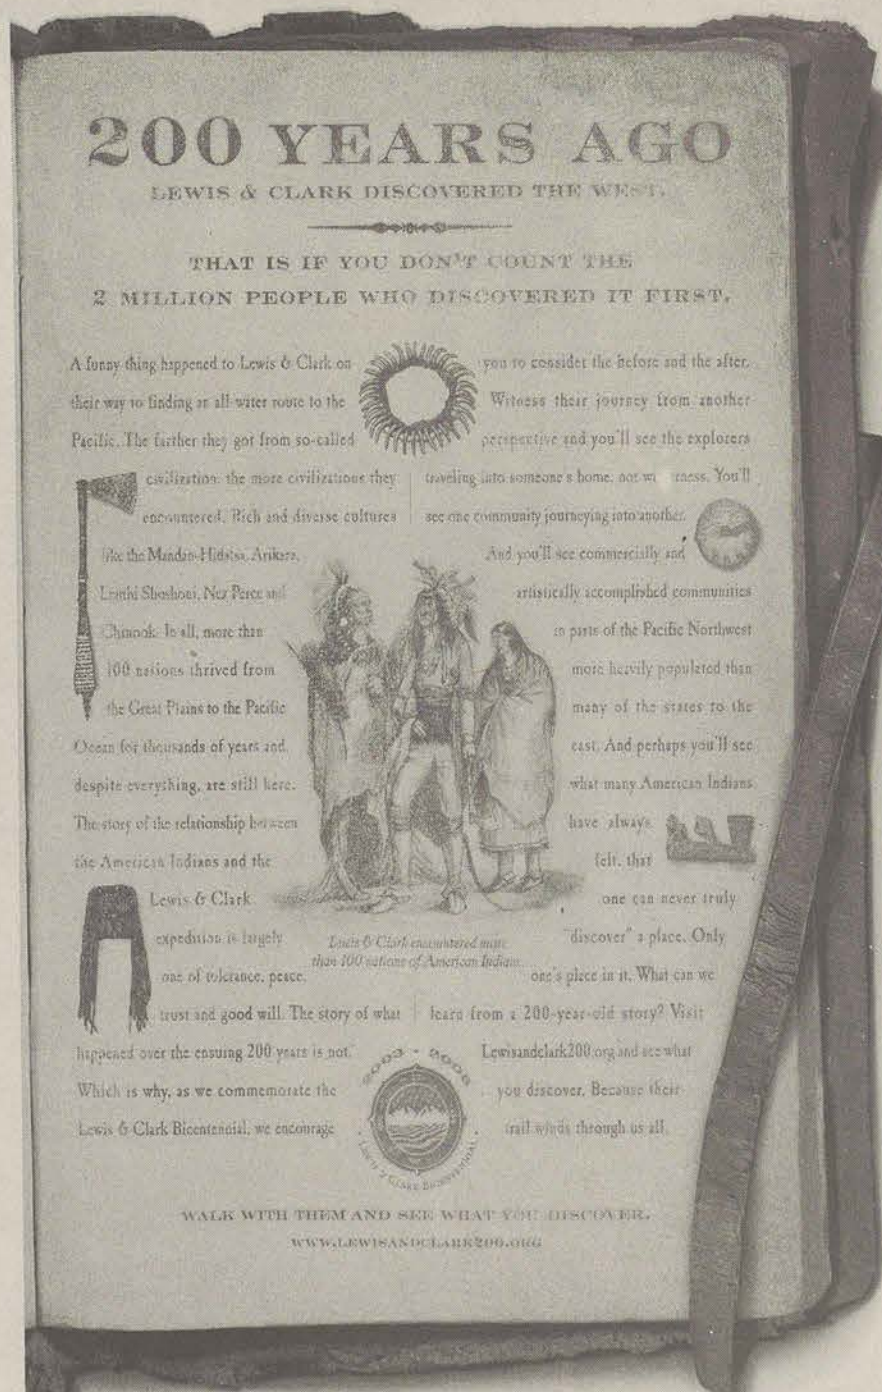 200 YEARS AGO
LEWIS & CLARK DISCOVERED THE WEST.
THAT IS IF YOU DON'T COUNT THE
2 MILLION PEOPLE WHO DISCOVERED IT FIRST.
A funny thing happened to Lewis & Clark on
their way to finding an all water route to the
Pacific. The farther they got from so-called
civilization: the more civilizations they
encountered. Rich and diverse cultures
like the Mandan-Hidatsa, Arikara,
Lemhi Shoshoni, Nez Perce and
Chinook. In all, more than
100 nations thrived from
the Great Plains to the Pacific
Ocean for thousands of years and,
despite everything, are still here.
The story of the relationship between
the American Indians and the
Lewis & Clark
expedition is largely
one of tolerance, peace,
trust and good will. The story of what
happened over the ensuing 200 years is not.
Which is why, as we commemorate the
Lewis & Clark Bicentennial, we encourage
you to consider the before and the after.
Witness their journey from another
perspective and you'll see the explorers
traveling into someone's home, not wilderness. You'll
see one community journeying into another.
And you'll see commercially and
artistically accomplished communities
in parts of the Pacific Northwest
more heavily populated than
many of the states to the
east. And perhaps you'll see
what many American Indians
have always
felt, that
one can never truly
"discover" a place. Only
one's place in it. What can we
learn from a 200-year-old story? Visit
Lewisandclark200.org and see what
you discover. Because their
trail winds through us all.
Lewis & Clark encountered more
than 100 nations of American Indians.
2003 - 2006
LEWIS & CLARK BICENTENNIAL
WALK WITH THEM AND SEE WHAT YOU DISCOVER.
WWW.LEWISANDCLARK200.ORG